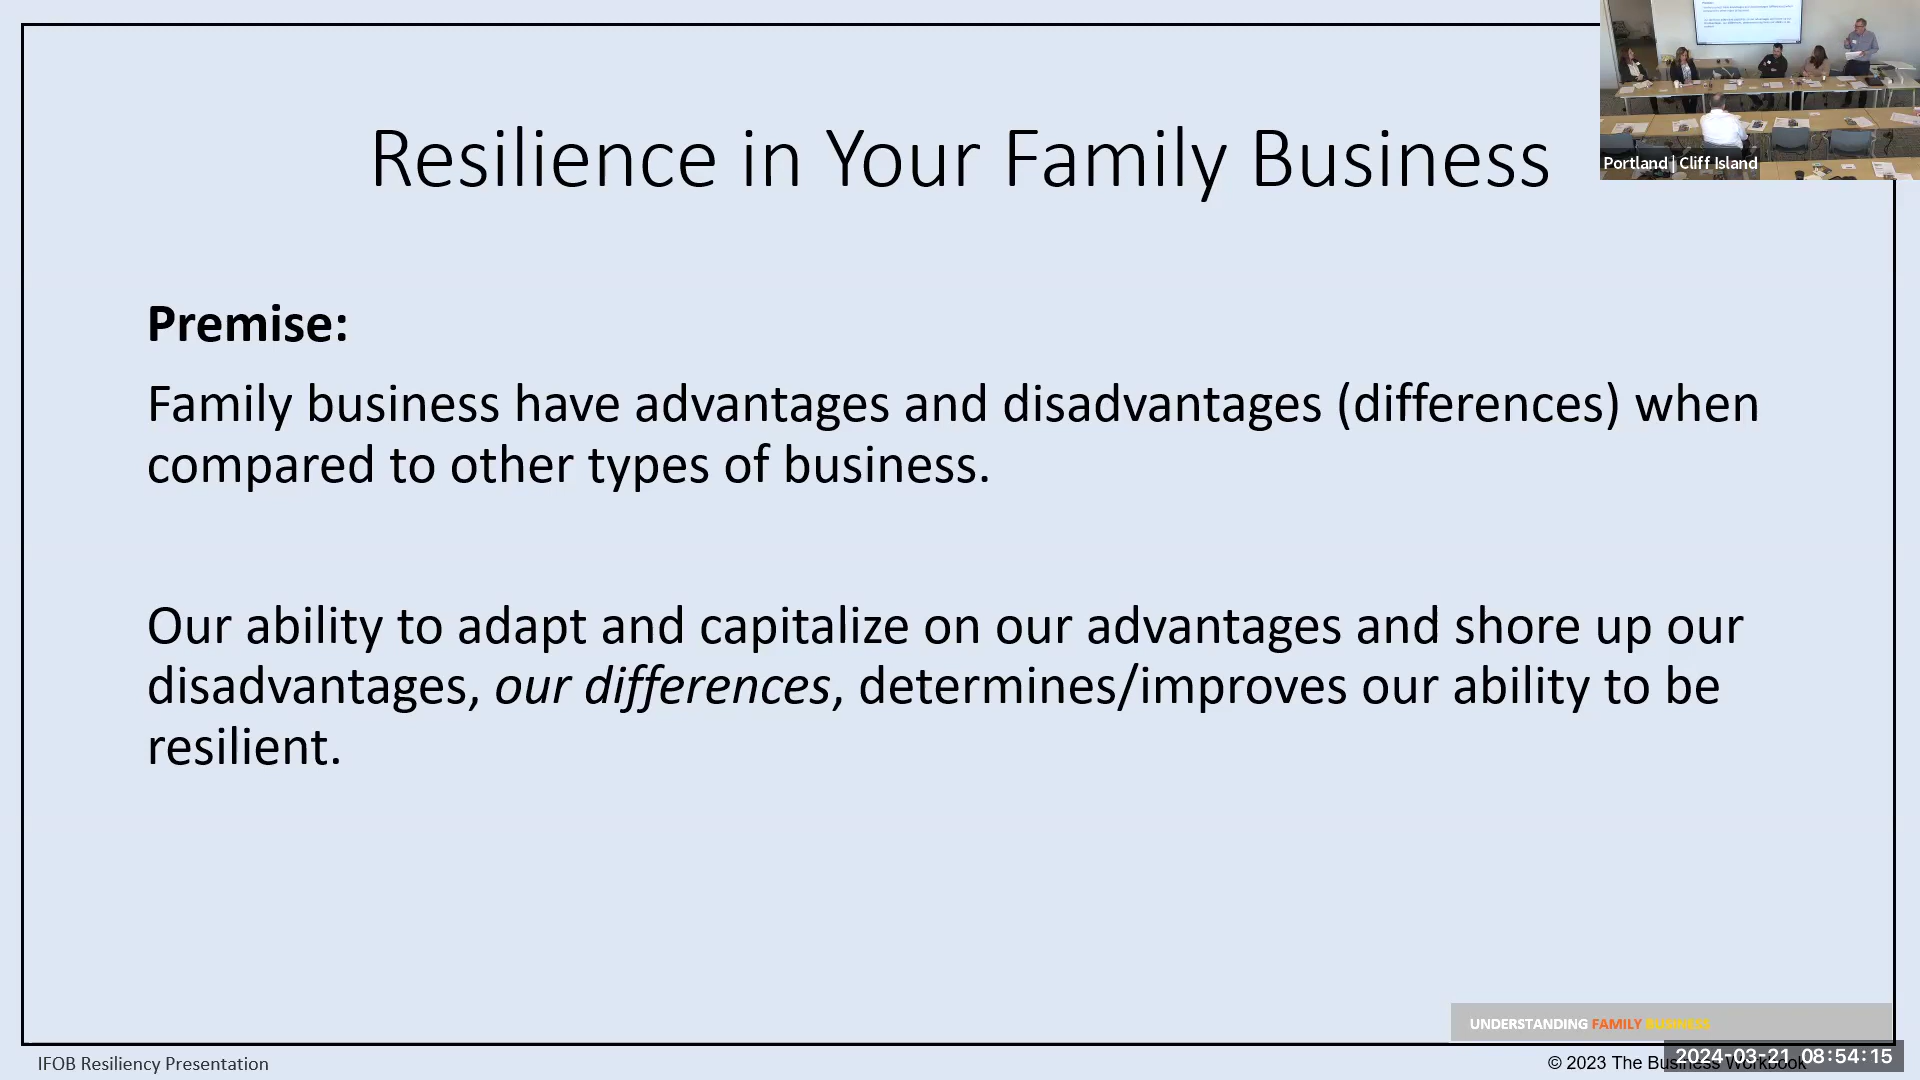 Resilience in Your Family Business
Portland | Cliff Island
Premise:
Family business have advantages and disadvantages (differences) when
compared to other types of business.
Our ability to adapt and capitalize on our advantages and shore up our
disadvantages, our differences, determines/improves our ability to be
resilient.
UNDERSTANDING FAMILY BUSINESS
IFOB Resiliency Presentation
© 2023 The Business Workbook
2024-03-21 08:54:15